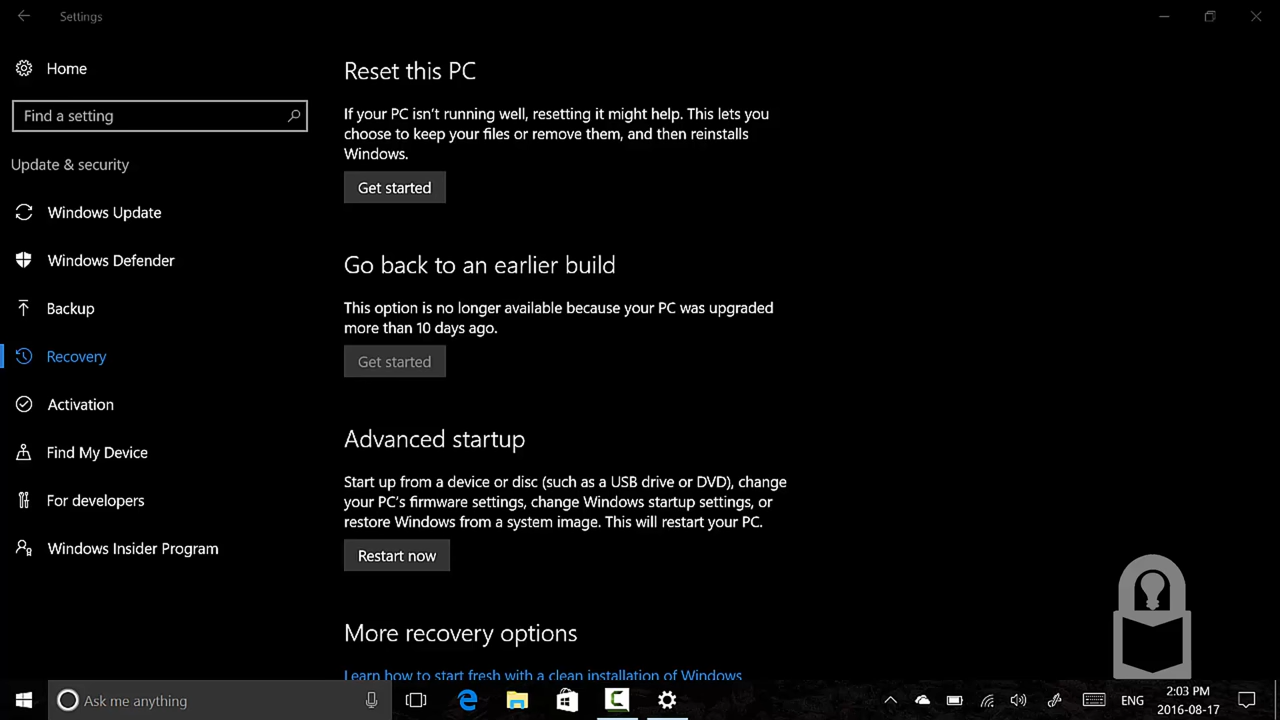 Settings
Home
Find a setting
Update & security
Windows Update
Windows Defender
Backup
Recovery
Activation
Find My Device
For developers
Windows Insider Program
Reset this PC
If your PC isn't running well, resetting it might help. This lets you
choose to keep your files or remove them, and then reinstalls
Windows.
Get started
Go back to an earlier build
This option is no longer available because your PC was upgraded
more than 10 days ago.
Get started
Advanced startup
Start up from a device or disc (such as a USB drive or DVD), change
your PC's firmware settings, change Windows startup settings, or
restore Windows from a system image. This will restart your PC.
Restart now
More recovery options
Learn how to start fresh with a clean installation of Windows
Ask me anything
ENG
2:03 PM
2016-08-17